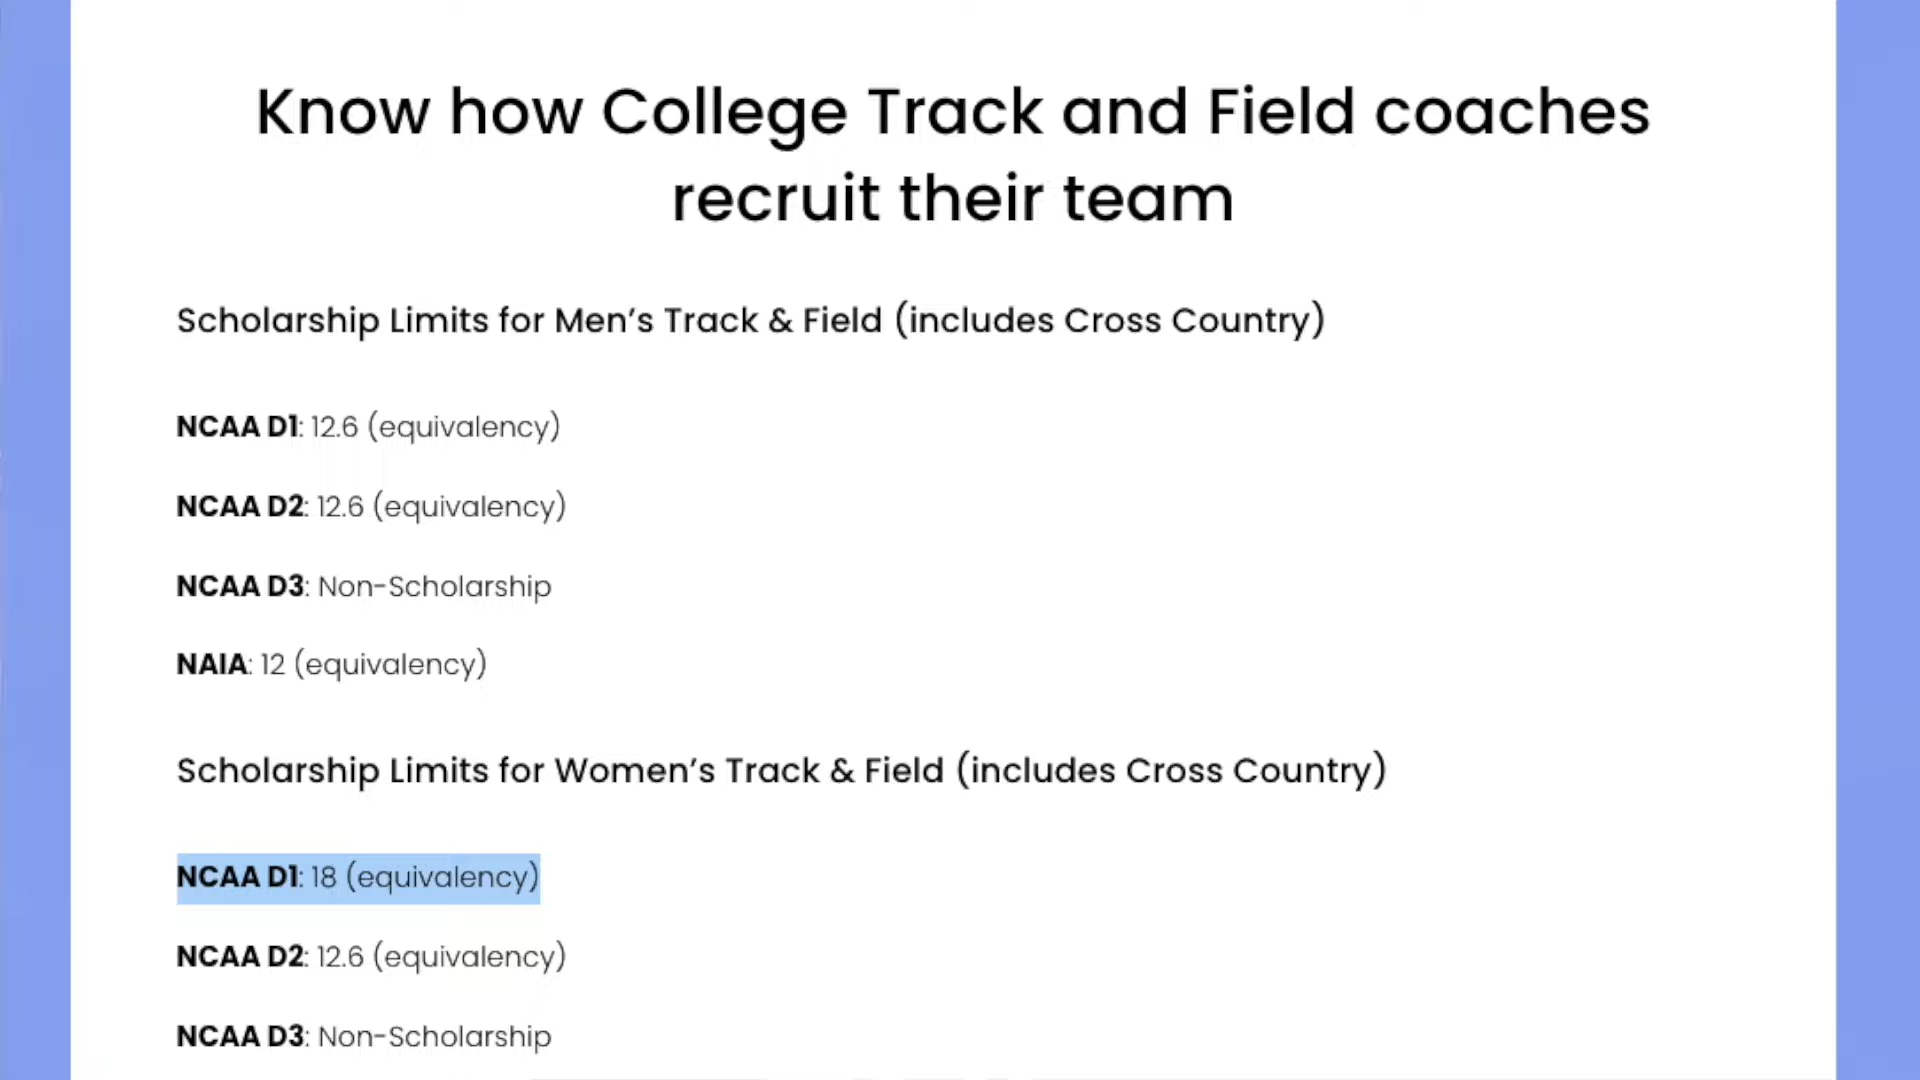 Know how College Track and Field coaches
recruit their team
Scholarship Limits for Men’s Track & Field (includes Cross Country)
NCAA D1: 12.6 (equivalency)
NCAA D2: 12.6 (equivalency)
NCAA D3: Non-Scholarship
NAIA: 12 (equivalency)
Scholarship Limits for Women’s Track & Field (includes Cross Country)
NCAA D1: 18 (equivalency)
NCAA D2: 12.6 (equivalency)
NCAA D3: Non-Scholarship